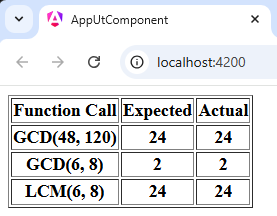 AppUtComponent
localhost:4200
Function Call Expected Actual
GCD(48, 120) 24 24
GCD(6, 8) 2 2
LCM(6, 8) 24 24